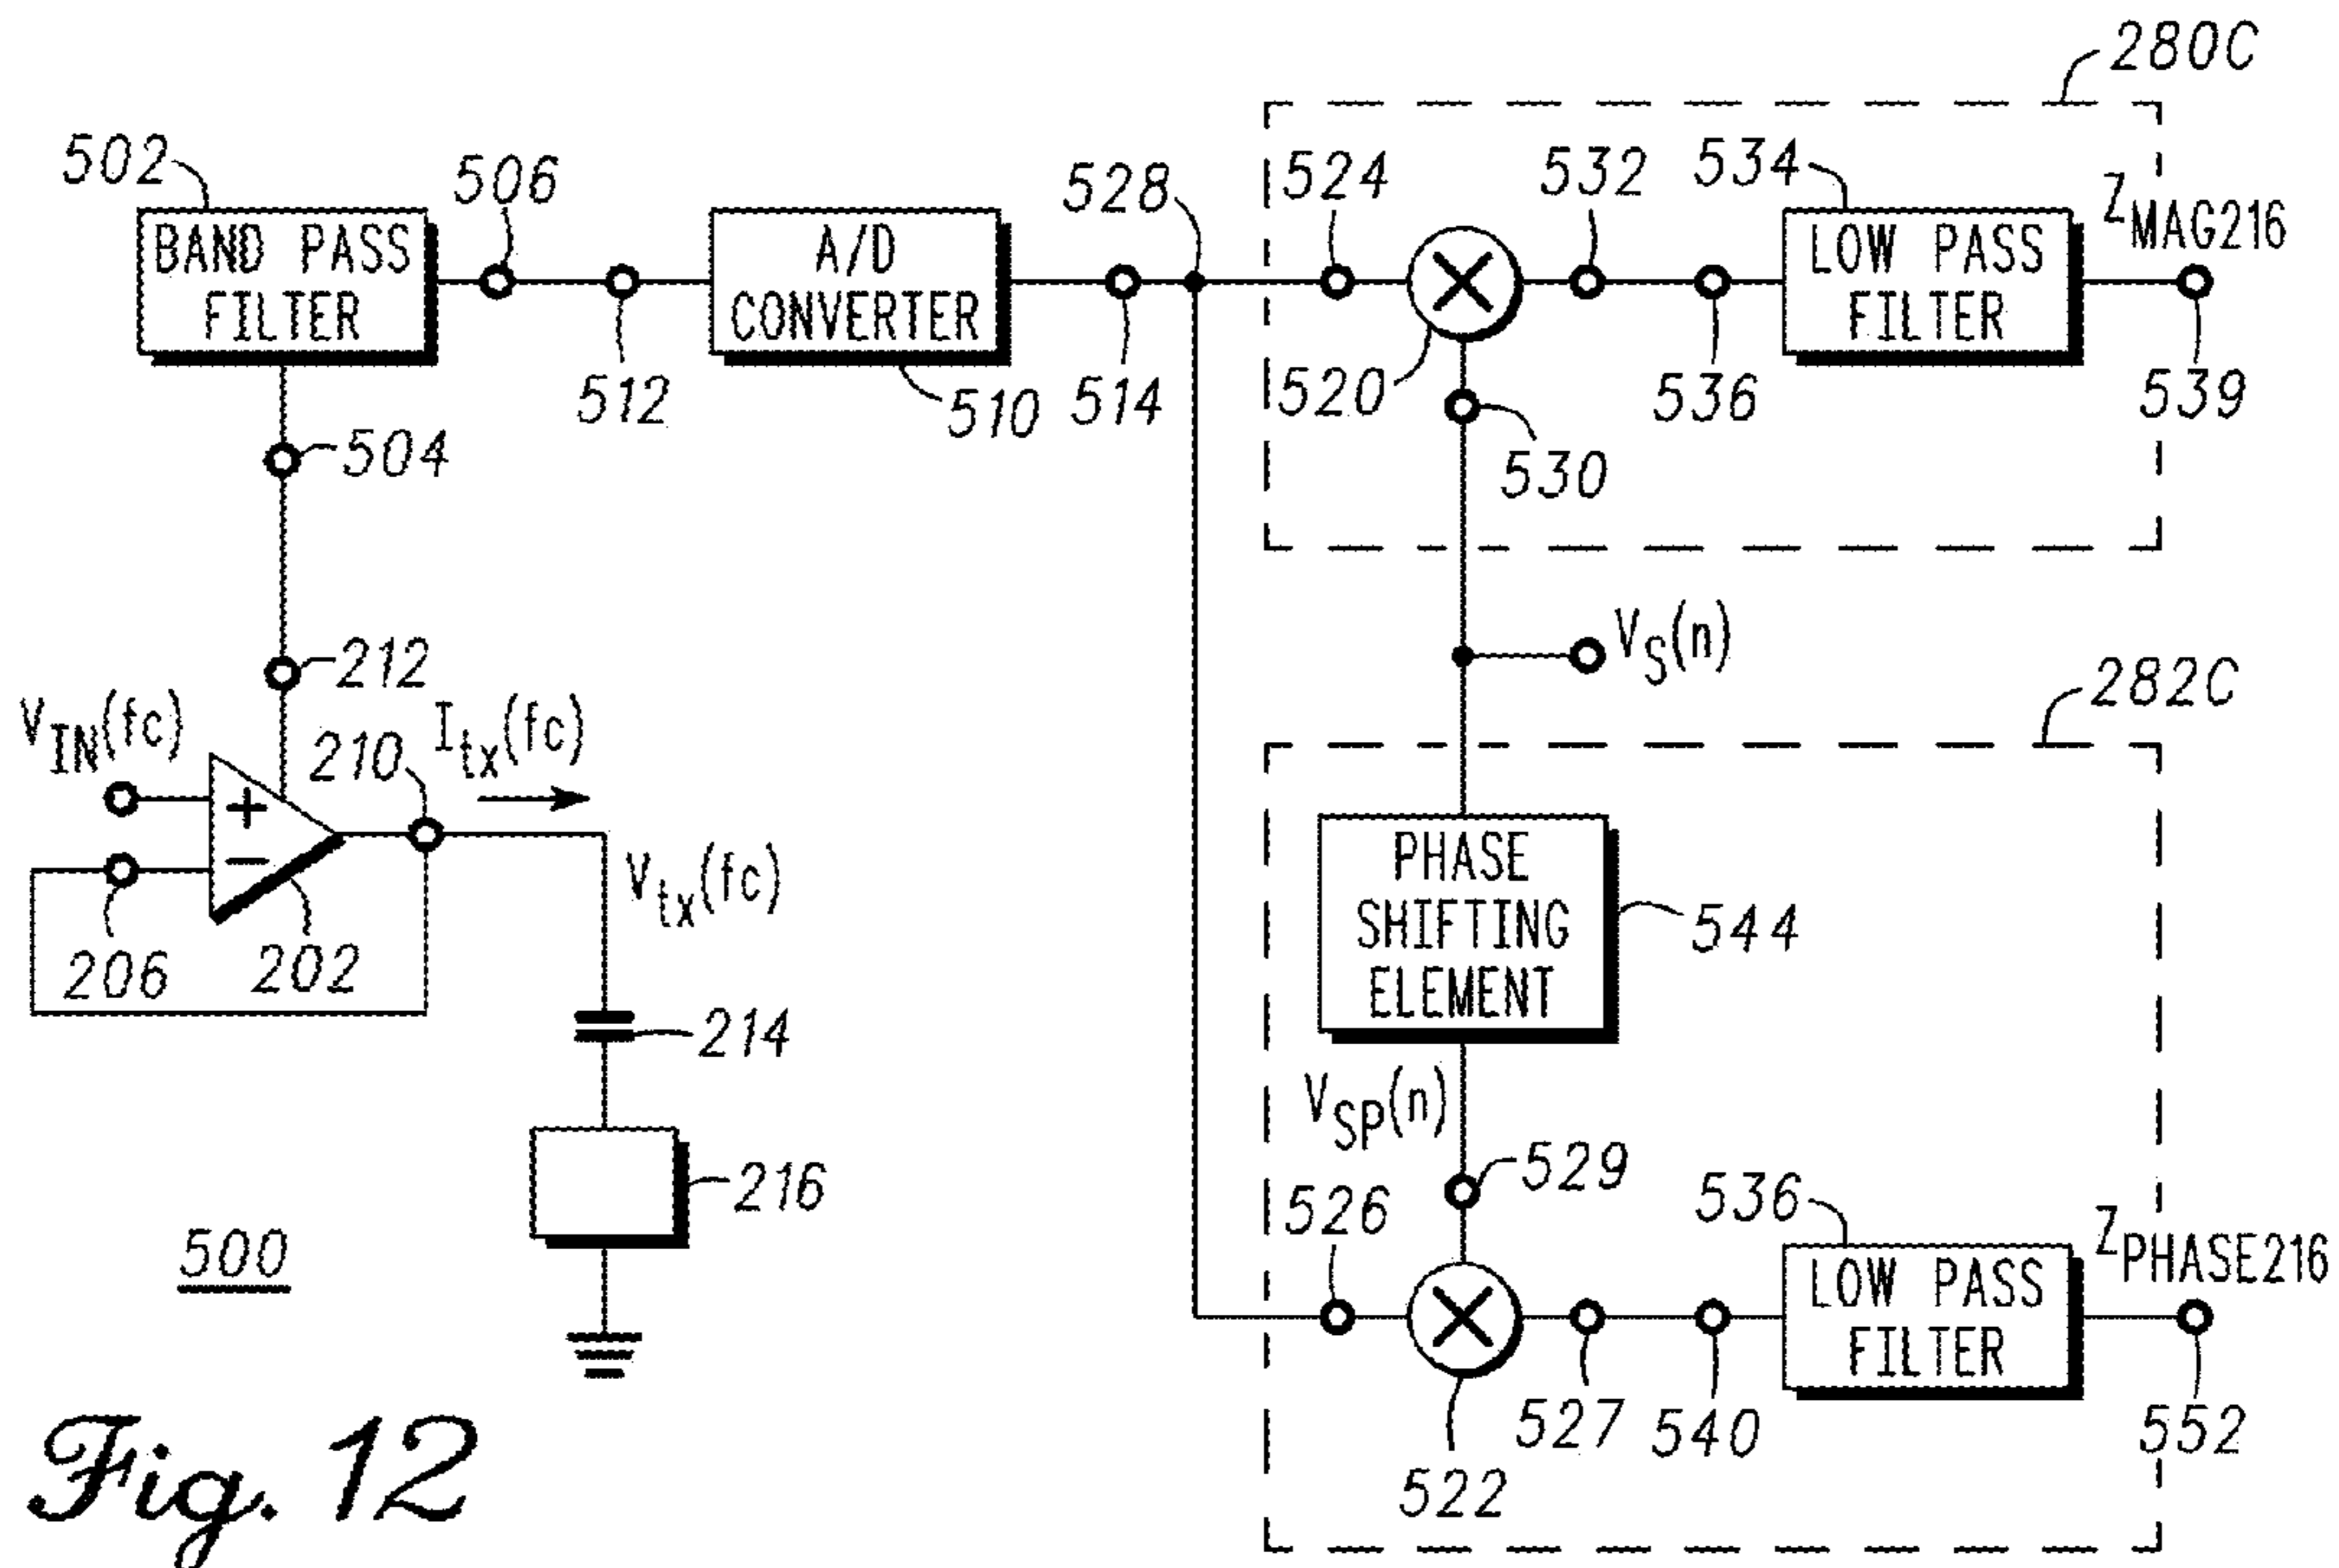 280C
502
506
528
524
532
534
Z MAG216
BAND PASS
FILTER
A/D
CONVERTER
LOW PASS
FILTER
512
510
514
520
536
539
504
530
212
VS(n)
282C
VIN(fc)
210
Itx(fc)
Vtx(fc)
206
202
PHASE
SHIFTING
ELEMENT
544
214
VSP(n)
529
216
526
536
ZPHASE216
500
LOW PASS
FILTER
527
540
552
522
Fig. 12